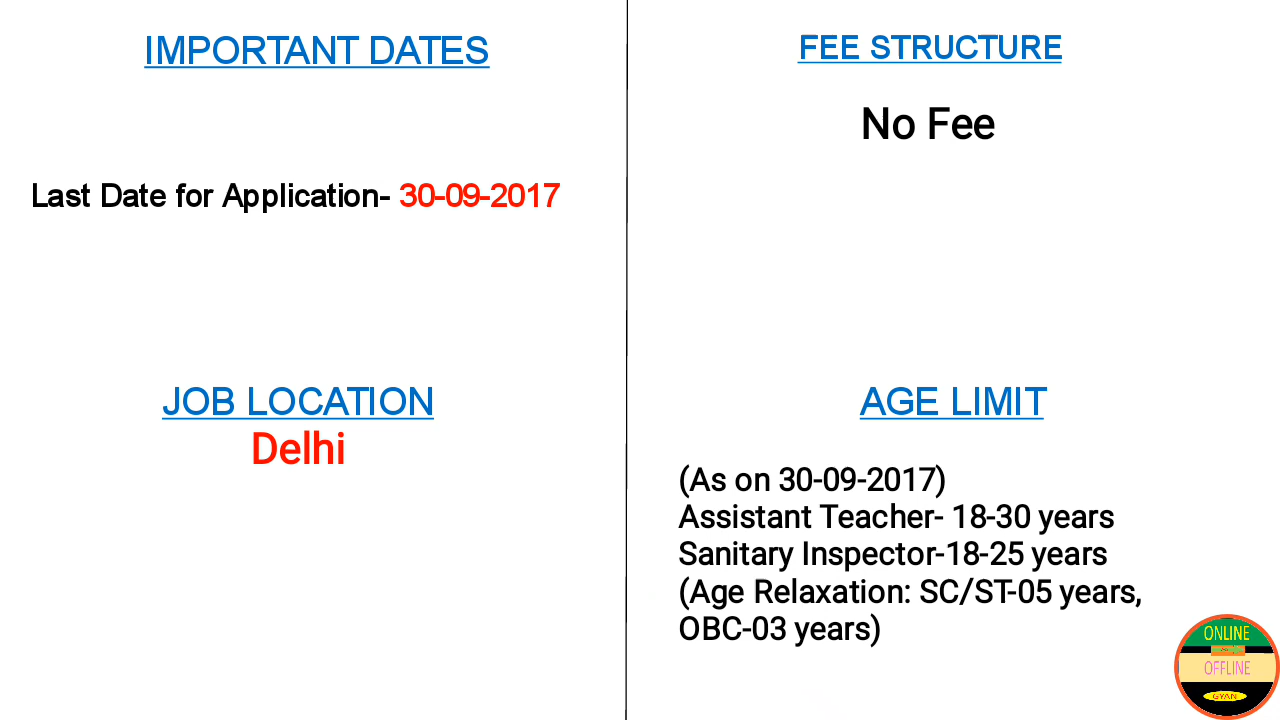 IMPORTANT DATES
Last Date for Application- 30-09-2017
JOB LOCATION
Delhi
FEE STRUCTURE
No Fee
AGE LIMIT
(As on 30-09-2017)
Assistant Teacher- 18-30 years
Sanitary Inspector-18-25 years
(Age Relaxation: SC/ST-05 years,
OBC-03 years)
ONLINE
OFFLINE
GYAN